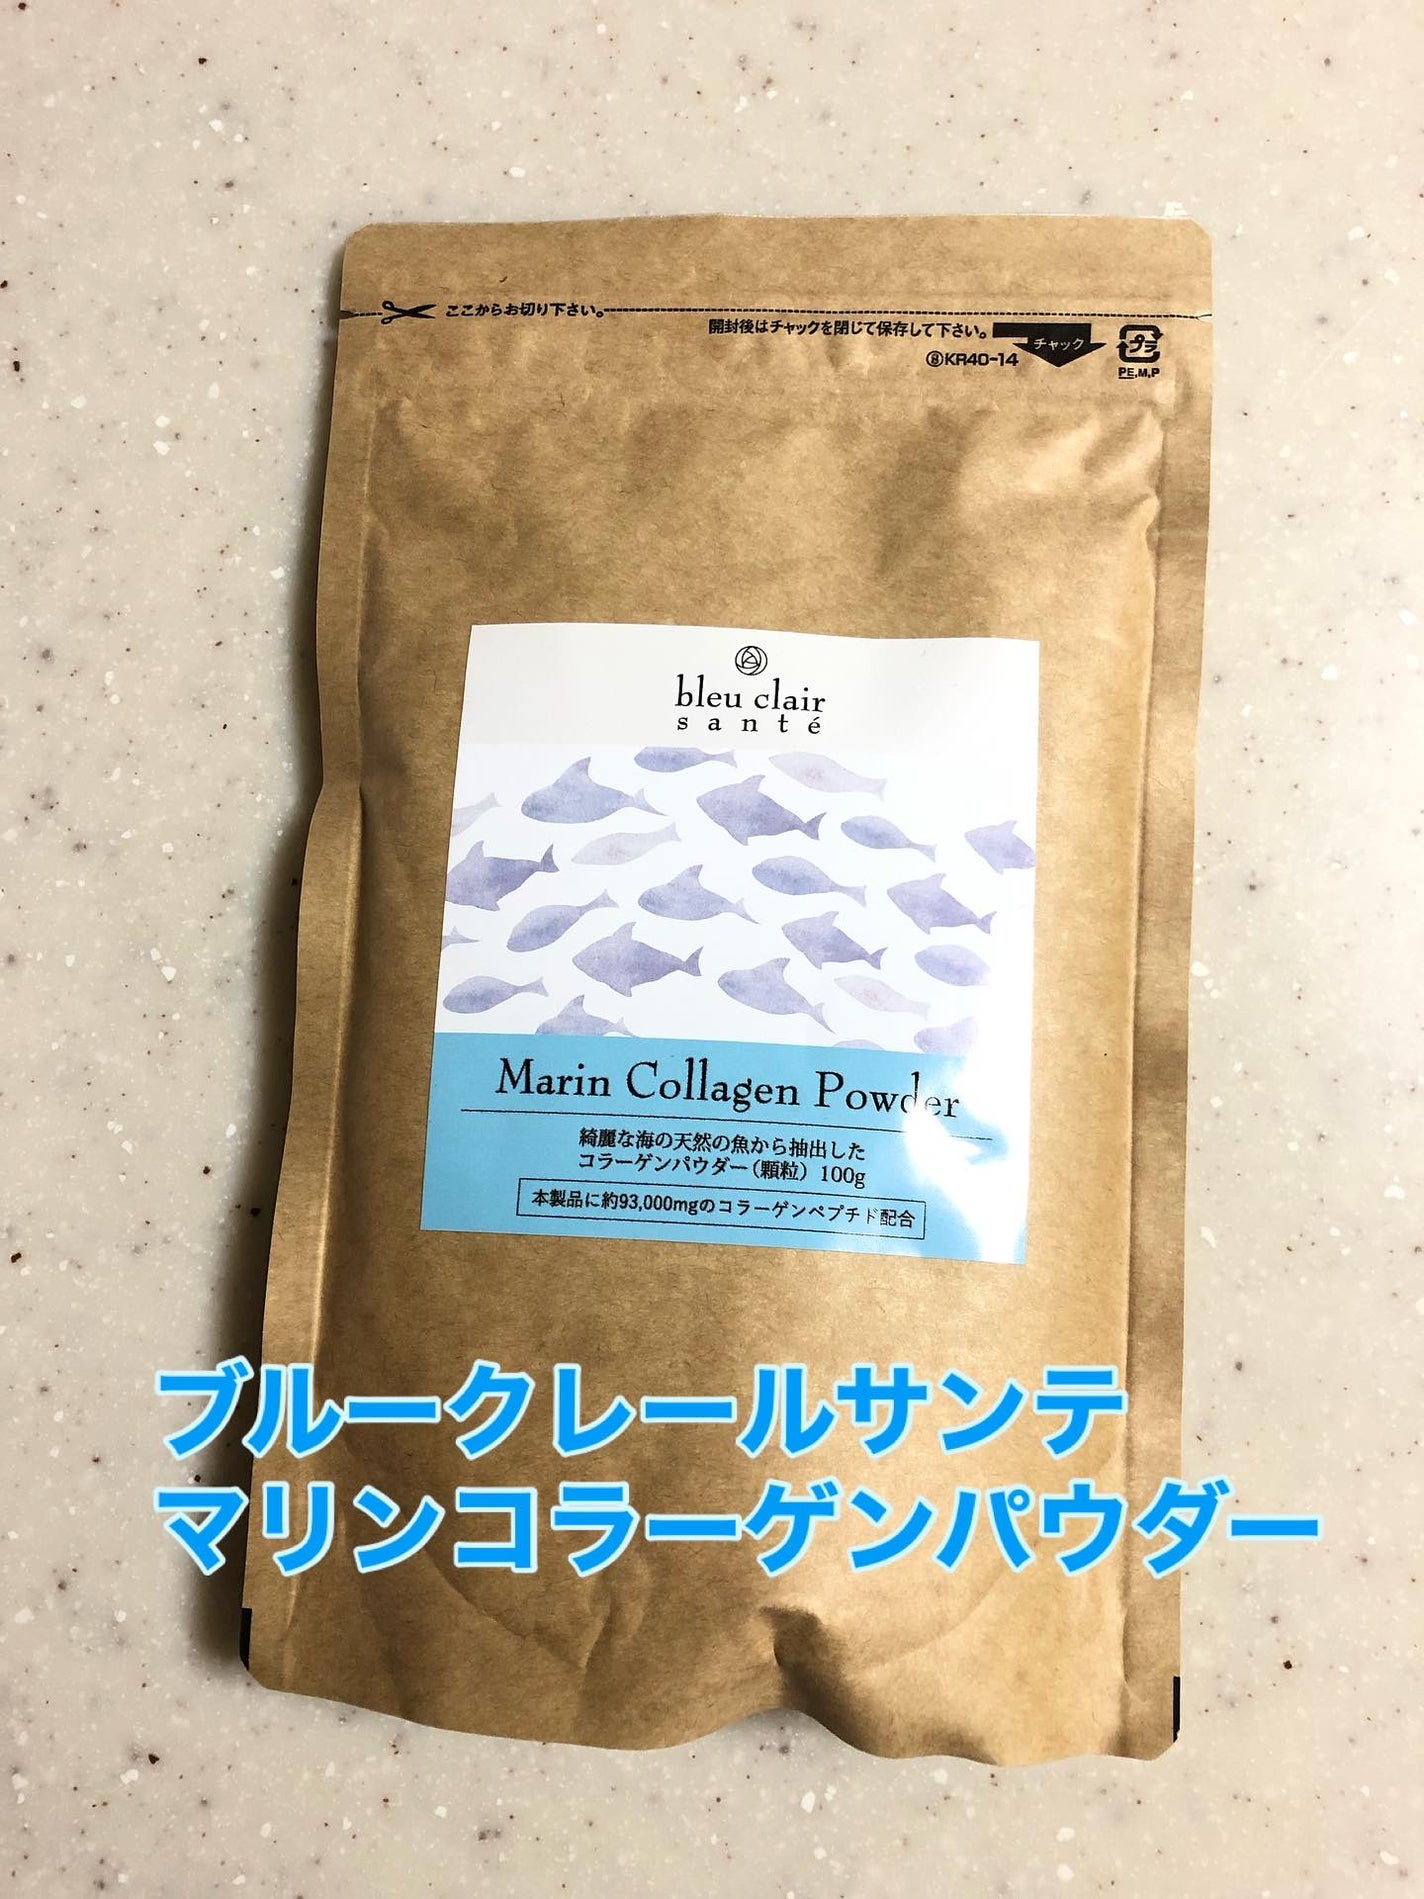 ここからお切り下さい。
開封後はチャックを閉じて保存して下さい。
チャック
プラ
KR40-14
PE,M,P
bleu clair
santé
Marin Collagen Powder
綺麗な海の天然の魚から抽出した
コラーゲンパウダー（顆粒）100g
本製品に約93,000mgのコラーゲンペプチド配合
ブルークレールサンテ
マリンコラーゲンパウダー